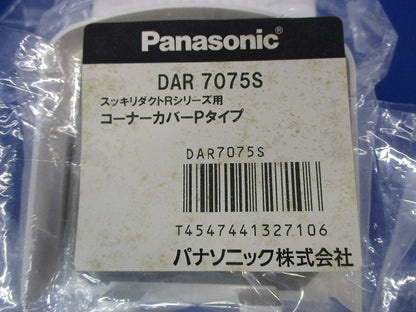 Panasonic®
DAR 7075S
スッキリダクトRシリーズ用
コーナーカバーPタイプ
DAR7075S
T4547441327106
パナソニック株式会社